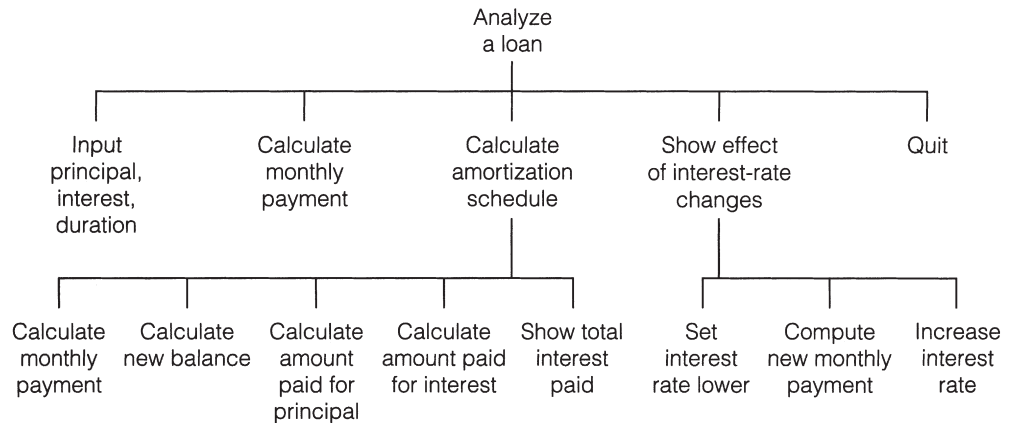 Analyze
a loan
Input
principal,
interest,
duration
Calculate
monthly
payment
Calculate
amortization
schedule
Show effect
of interest-rate
changes
Quit
Calculate
monthly
payment
Calculate
new balance
Calculate
amount
paid for
principal
Calculate
amount paid
for interest
Show total
interest
paid
Set
interest
rate lower
Compute
new monthly
payment
Increase
interest
rate